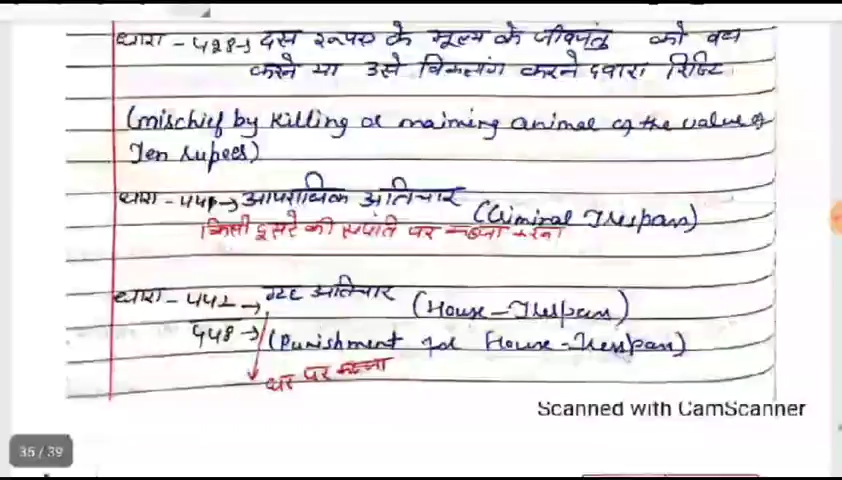 धारा - 428 → दस रूपए के मूल्य के जीवजंतु को वध
करने या उसे विकलांग करने द्वारा रिष्टि
(mischief by Killing or maiming animal of the value of
Ten rupees)
धारा - 441 → आपराधिक अतिचार (Criminal Trespass)
किसी दूसरे की संपति पर कब्जा करना
धारा - 442 → गृह अतिचार (House - Trespass)
448 → (Punishment for House - Trespass)
घर पर कब्जा
Scanned with CamScanner
35 / 39